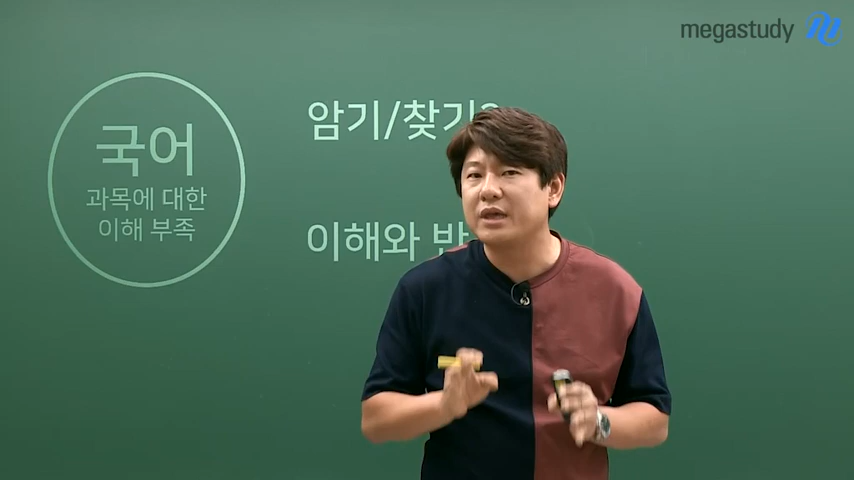 megastudy
국어
과목에 대한
이해 부족
암기/찾기?
이해와